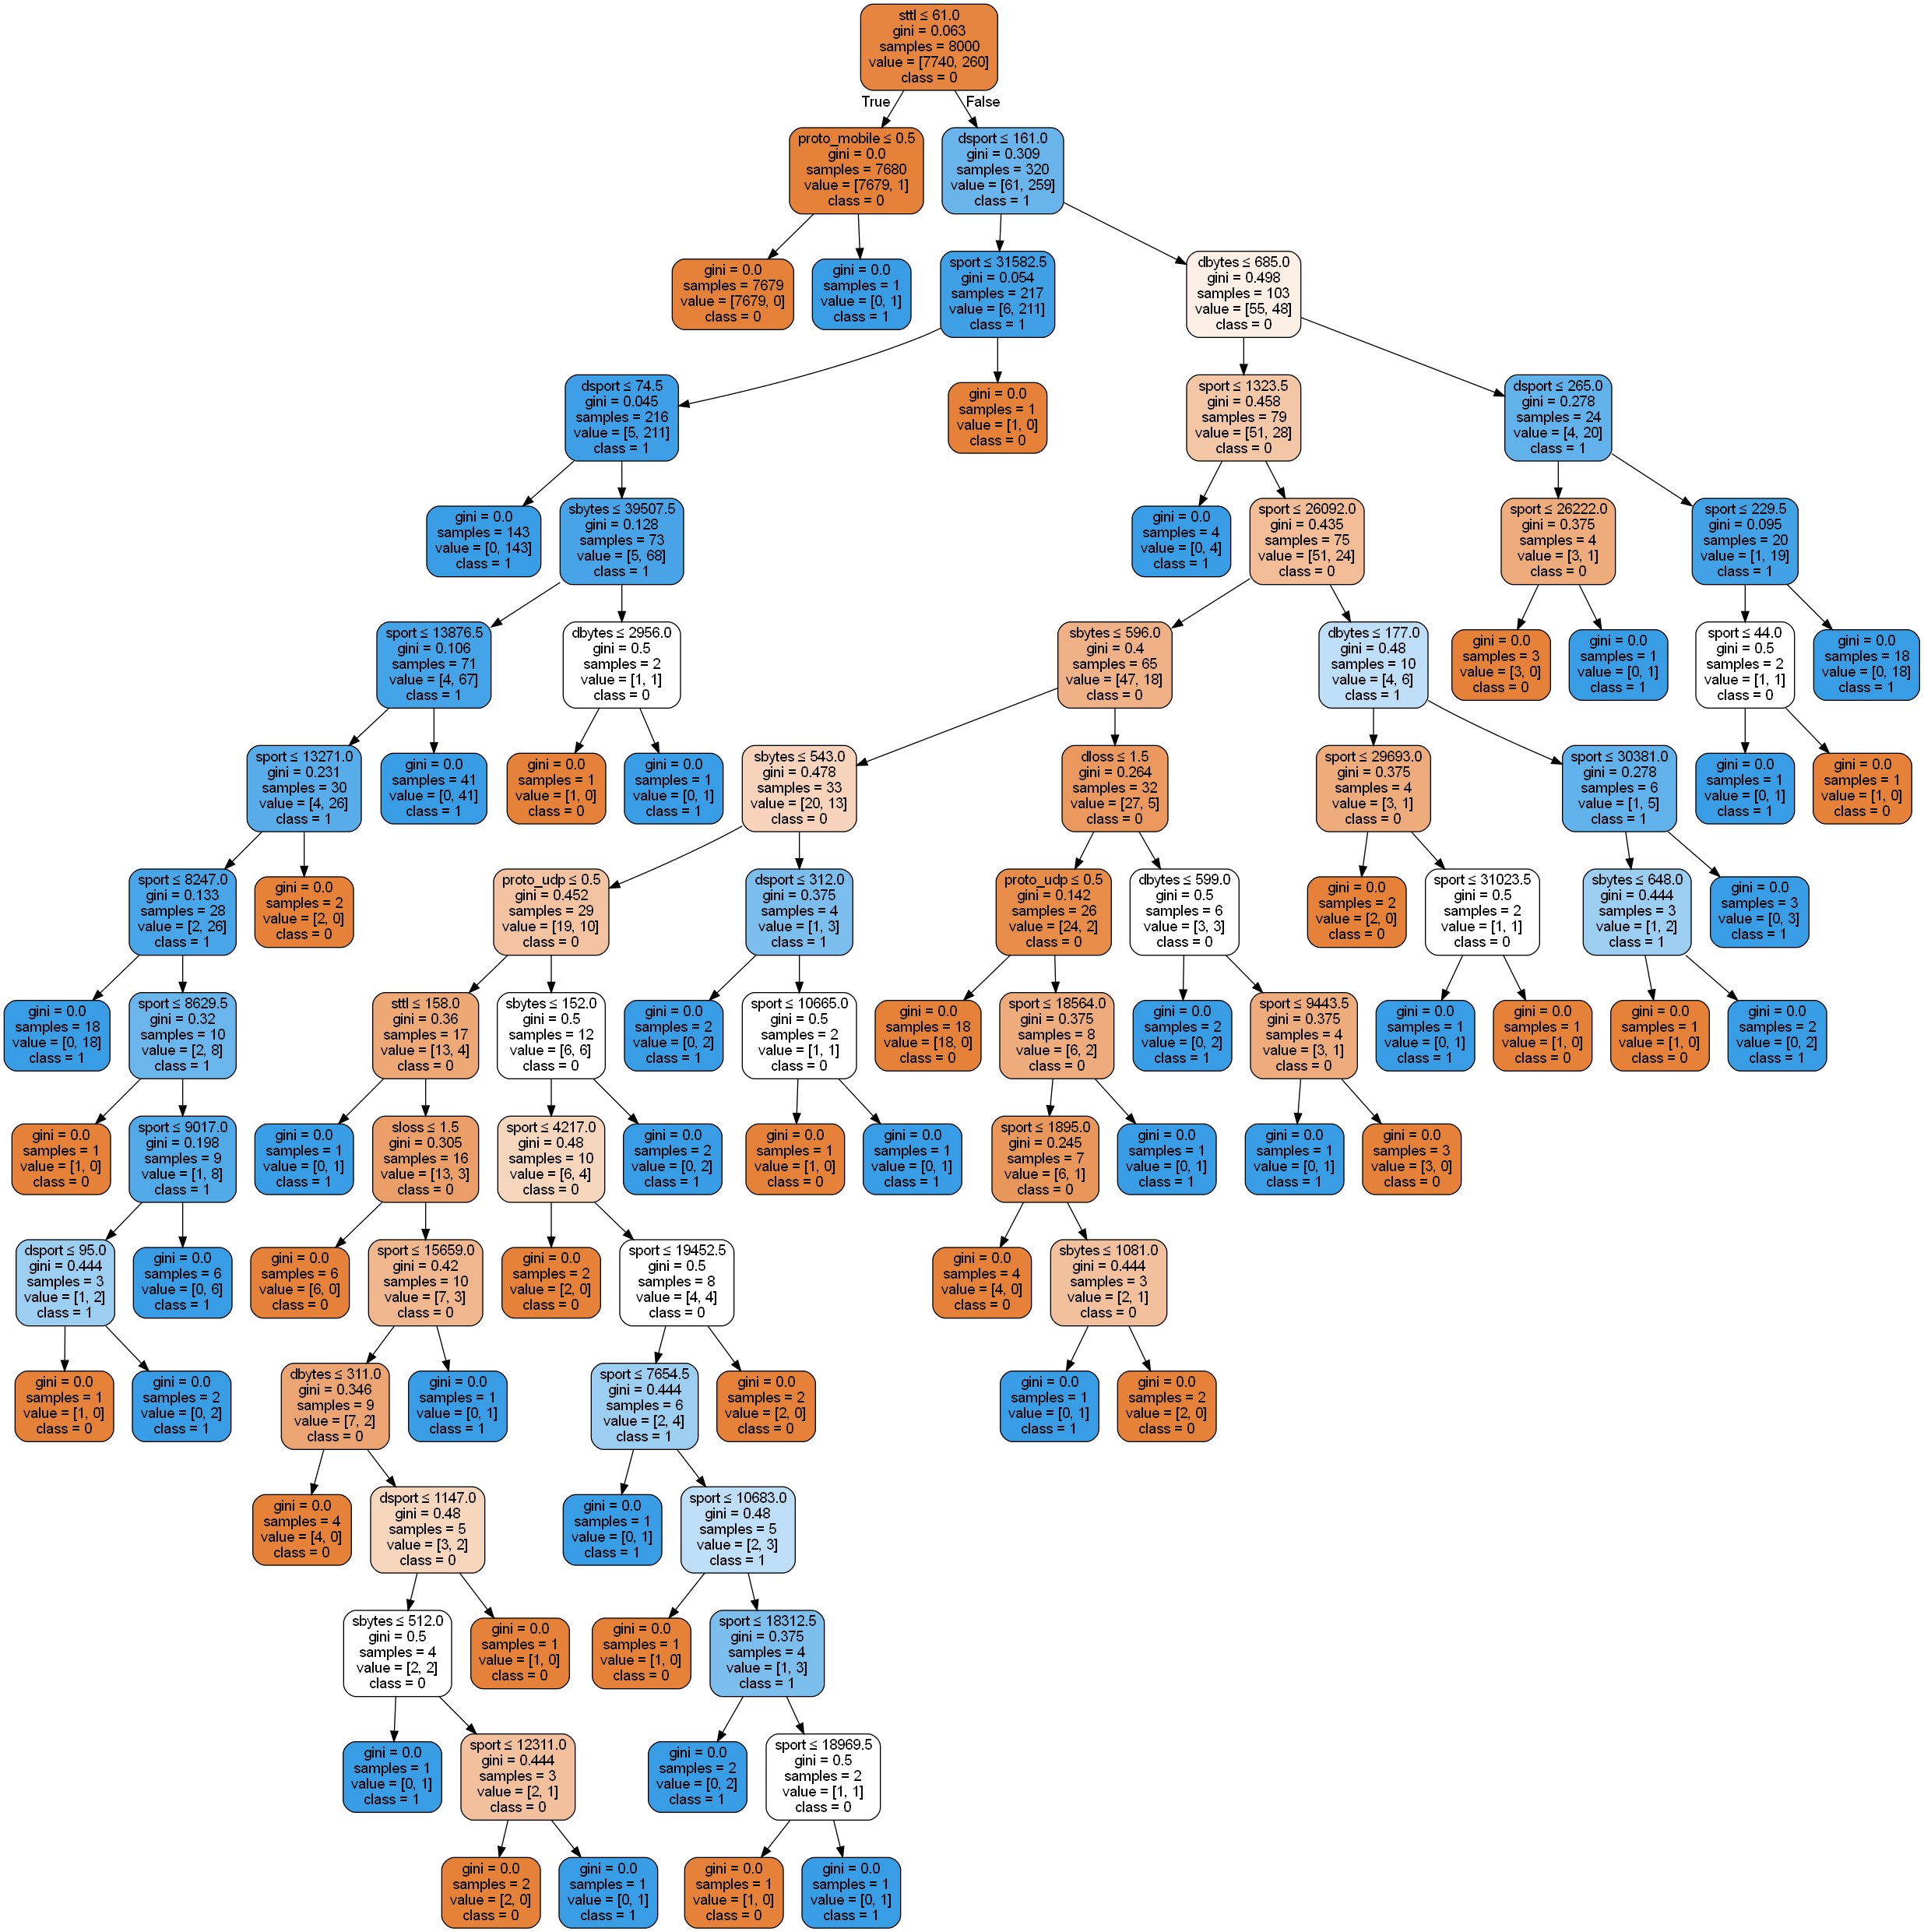 sttl ≤ 61.0
gini = 0.063
samples = 8000
value = [7740, 260]
class = 0
True
False
proto_mobile ≤ 0.5
gini = 0.0
samples = 7680
value = [7679, 1]
class = 0
dsport ≤ 161.0
gini = 0.309
samples = 320
value = [61, 259]
class = 1
gini = 0.0
samples = 7679
value = [7679, 0]
class = 0
gini = 0.0
samples = 1
value = [0, 1]
class = 1
sport ≤ 31582.5
gini = 0.054
samples = 217
value = [6, 211]
class = 1
dbytes ≤ 685.0
gini = 0.498
samples = 103
value = [55, 48]
class = 0
dsport ≤ 74.5
gini = 0.045
samples = 216
value = [5, 211]
class = 1
gini = 0.0
samples = 1
value = [1, 0]
class = 0
sport ≤ 1323.5
gini = 0.458
samples = 79
value = [51, 28]
class = 0
dsport ≤ 265.0
gini = 0.278
samples = 24
value = [4, 20]
class = 1
gini = 0.0
samples = 143
value = [0, 143]
class = 1
sbytes ≤ 39507.5
gini = 0.128
samples = 73
value = [5, 68]
class = 1
gini = 0.0
samples = 4
value = [0, 4]
class = 1
sport ≤ 26092.0
gini = 0.435
samples = 75
value = [51, 24]
class = 0
sport ≤ 26222.0
gini = 0.375
samples = 4
value = [3, 1]
class = 0
sport ≤ 229.5
gini = 0.095
samples = 20
value = [1, 19]
class = 1
sport ≤ 13876.5
gini = 0.106
samples = 71
value = [4, 67]
class = 1
dbytes ≤ 2956.0
gini = 0.5
samples = 2
value = [1, 1]
class = 0
sbytes ≤ 596.0
gini = 0.4
samples = 65
value = [47, 18]
class = 0
dbytes ≤ 177.0
gini = 0.48
samples = 10
value = [4, 6]
class = 1
gini = 0.0
samples = 3
value = [3, 0]
class = 0
gini = 0.0
samples = 1
value = [0, 1]
class = 1
sport ≤ 44.0
gini = 0.5
samples = 2
value = [1, 1]
class = 0
gini = 0.0
samples = 18
value = [0, 18]
class = 1
sport ≤ 13271.0
gini = 0.231
samples = 30
value = [4, 26]
class = 1
gini = 0.0
samples = 41
value = [0, 41]
class = 1
gini = 0.0
samples = 1
value = [1, 0]
class = 0
gini = 0.0
samples = 1
value = [0, 1]
class = 1
sbytes ≤ 543.0
gini = 0.478
samples = 33
value = [20, 13]
class = 0
dloss ≤ 1.5
gini = 0.264
samples = 32
value = [27, 5]
class = 0
sport ≤ 29693.0
gini = 0.375
samples = 4
value = [3, 1]
class = 0
sport ≤ 30381.0
gini = 0.278
samples = 6
value = [1, 5]
class = 1
gini = 0.0
samples = 1
value = [0, 1]
class = 1
gini = 0.0
samples = 1
value = [1, 0]
class = 0
sport ≤ 8247.0
gini = 0.133
samples = 28
value = [2, 26]
class = 1
gini = 0.0
samples = 2
value = [2, 0]
class = 0
proto_udp ≤ 0.5
gini = 0.452
samples = 29
value = [19, 10]
class = 0
dsport ≤ 312.0
gini = 0.375
samples = 4
value = [1, 3]
class = 1
proto_udp ≤ 0.5
gini = 0.142
samples = 26
value = [24, 2]
class = 0
dbytes ≤ 599.0
gini = 0.5
samples = 6
value = [3, 3]
class = 0
gini = 0.0
samples = 2
value = [2, 0]
class = 0
sport ≤ 31023.5
gini = 0.5
samples = 2
value = [1, 1]
class = 0
sbytes ≤ 648.0
gini = 0.444
samples = 3
value = [1, 2]
class = 1
gini = 0.0
samples = 3
value = [0, 3]
class = 1
gini = 0.0
samples = 18
value = [0, 18]
class = 1
sport ≤ 8629.5
gini = 0.32
samples = 10
value = [2, 8]
class = 1
sttl ≤ 158.0
gini = 0.36
samples = 17
value = [13, 4]
class = 0
sbytes ≤ 152.0
gini = 0.5
samples = 12
value = [6, 6]
class = 0
gini = 0.0
samples = 2
value = [0, 2]
class = 1
sport ≤ 10665.0
gini = 0.5
samples = 2
value = [1, 1]
class = 0
gini = 0.0
samples = 18
value = [18, 0]
class = 0
sport ≤ 18564.0
gini = 0.375
samples = 8
value = [6, 2]
class = 0
gini = 0.0
samples = 2
value = [0, 2]
class = 1
sport ≤ 9443.5
gini = 0.375
samples = 4
value = [3, 1]
class = 0
gini = 0.0
samples = 1
value = [0, 1]
class = 1
gini = 0.0
samples = 1
value = [1, 0]
class = 0
gini = 0.0
samples = 1
value = [1, 0]
class = 0
gini = 0.0
samples = 2
value = [0, 2]
class = 1
gini = 0.0
samples = 1
value = [1, 0]
class = 0
sport ≤ 9017.0
gini = 0.198
samples = 9
value = [1, 8]
class = 1
gini = 0.0
samples = 1
value = [0, 1]
class = 1
sloss ≤ 1.5
gini = 0.305
samples = 16
value = [13, 3]
class = 0
sport ≤ 4217.0
gini = 0.48
samples = 10
value = [6, 4]
class = 0
gini = 0.0
samples = 2
value = [0, 2]
class = 1
gini = 0.0
samples = 1
value = [1, 0]
class = 0
gini = 0.0
samples = 1
value = [0, 1]
class = 1
sport ≤ 1895.0
gini = 0.245
samples = 7
value = [6, 1]
class = 0
gini = 0.0
samples = 1
value = [0, 1]
class = 1
gini = 0.0
samples = 1
value = [0, 1]
class = 1
gini = 0.0
samples = 3
value = [3, 0]
class = 0
dsport ≤ 95.0
gini = 0.444
samples = 3
value = [1, 2]
class = 1
gini = 0.0
samples = 6
value = [0, 6]
class = 1
gini = 0.0
samples = 6
value = [6, 0]
class = 0
sport ≤ 15659.0
gini = 0.42
samples = 10
value = [7, 3]
class = 0
gini = 0.0
samples = 2
value = [2, 0]
class = 0
sport ≤ 19452.5
gini = 0.5
samples = 8
value = [4, 4]
class = 0
gini = 0.0
samples = 4
value = [4, 0]
class = 0
sbytes ≤ 1081.0
gini = 0.444
samples = 3
value = [2, 1]
class = 0
gini = 0.0
samples = 1
value = [1, 0]
class = 0
gini = 0.0
samples = 2
value = [0, 2]
class = 1
dbytes ≤ 311.0
gini = 0.346
samples = 9
value = [7, 2]
class = 0
gini = 0.0
samples = 1
value = [0, 1]
class = 1
sport ≤ 7654.5
gini = 0.444
samples = 6
value = [2, 4]
class = 1
gini = 0.0
samples = 2
value = [2, 0]
class = 0
gini = 0.0
samples = 1
value = [0, 1]
class = 1
gini = 0.0
samples = 2
value = [2, 0]
class = 0
gini = 0.0
samples = 4
value = [4, 0]
class = 0
dsport ≤ 1147.0
gini = 0.48
samples = 5
value = [3, 2]
class = 0
gini = 0.0
samples = 1
value = [0, 1]
class = 1
sport ≤ 10683.0
gini = 0.48
samples = 5
value = [2, 3]
class = 1
sbytes ≤ 512.0
gini = 0.5
samples = 4
value = [2, 2]
class = 0
gini = 0.0
samples = 1
value = [1, 0]
class = 0
gini = 0.0
samples = 1
value = [1, 0]
class = 0
sport ≤ 18312.5
gini = 0.375
samples = 4
value = [1, 3]
class = 1
gini = 0.0
samples = 1
value = [0, 1]
class = 1
sport ≤ 12311.0
gini = 0.444
samples = 3
value = [2, 1]
class = 0
gini = 0.0
samples = 2
value = [0, 2]
class = 1
sport ≤ 18969.5
gini = 0.5
samples = 2
value = [1, 1]
class = 0
gini = 0.0
samples = 2
value = [2, 0]
class = 0
gini = 0.0
samples = 1
value = [0, 1]
class = 1
gini = 0.0
samples = 1
value = [1, 0]
class = 0
gini = 0.0
samples = 1
value = [0, 1]
class = 1